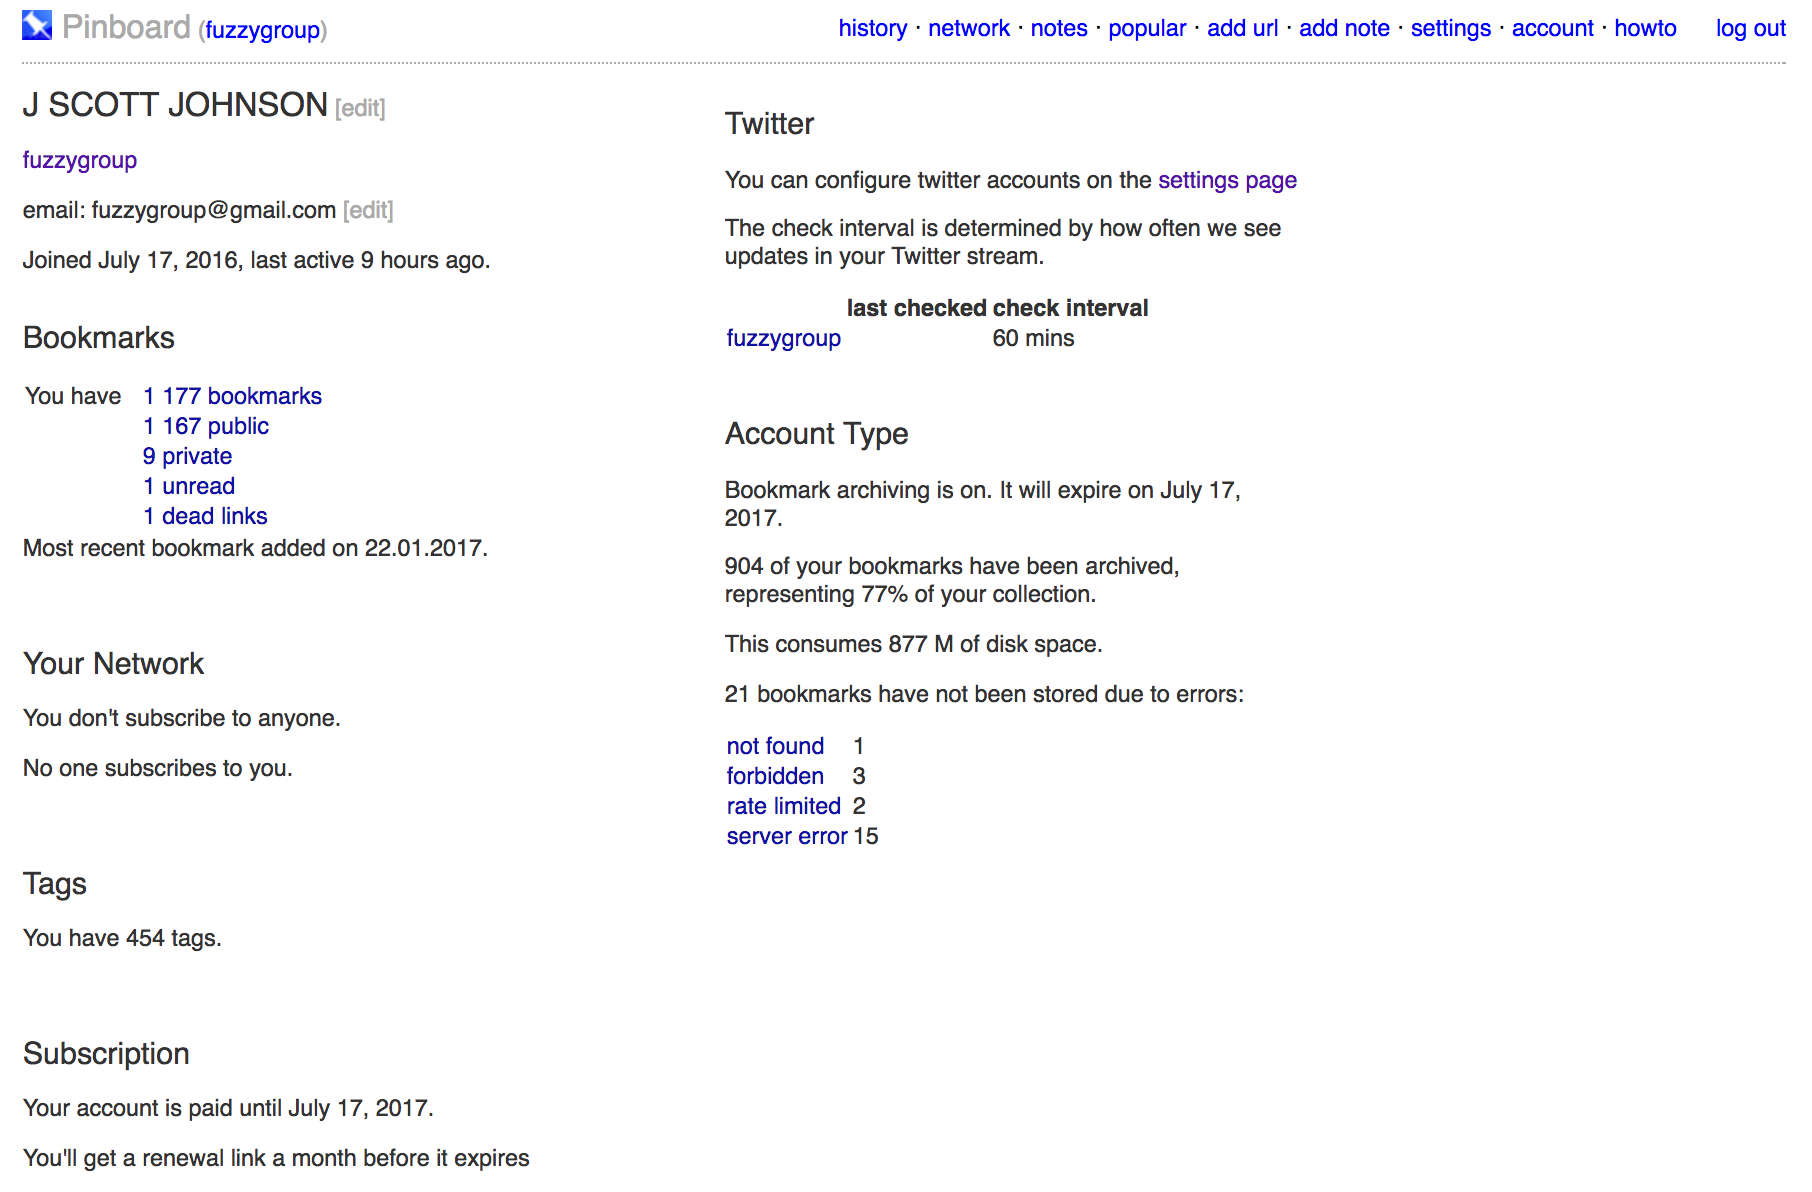 Pinboard (fuzzygroup)
history · network · notes · popular · add url · add note · settings · account · howto log out
J SCOTT JOHNSON [edit]
fuzzygroup
email: fuzzygroup@gmail.com [edit]
Joined July 17, 2016, last active 9 hours ago.
Bookmarks
You have 1 177 bookmarks
1 167 public
9 private
1 unread
1 dead links
Most recent bookmark added on 22.01.2017.
Your Network
You don't subscribe to anyone.
No one subscribes to you.
Tags
You have 454 tags.
Subscription
Your account is paid until July 17, 2017.
You'll get a renewal link a month before it expires
Twitter
You can configure twitter accounts on the settings page
The check interval is determined by how often we see
updates in your Twitter stream.
last checked check interval
fuzzygroup 60 mins
Account Type
Bookmark archiving is on. It will expire on July 17,
2017.
904 of your bookmarks have been archived,
representing 77% of your collection.
This consumes 877 M of disk space.
21 bookmarks have not been stored due to errors:
not found 1
forbidden 3
rate limited 2
server error 15